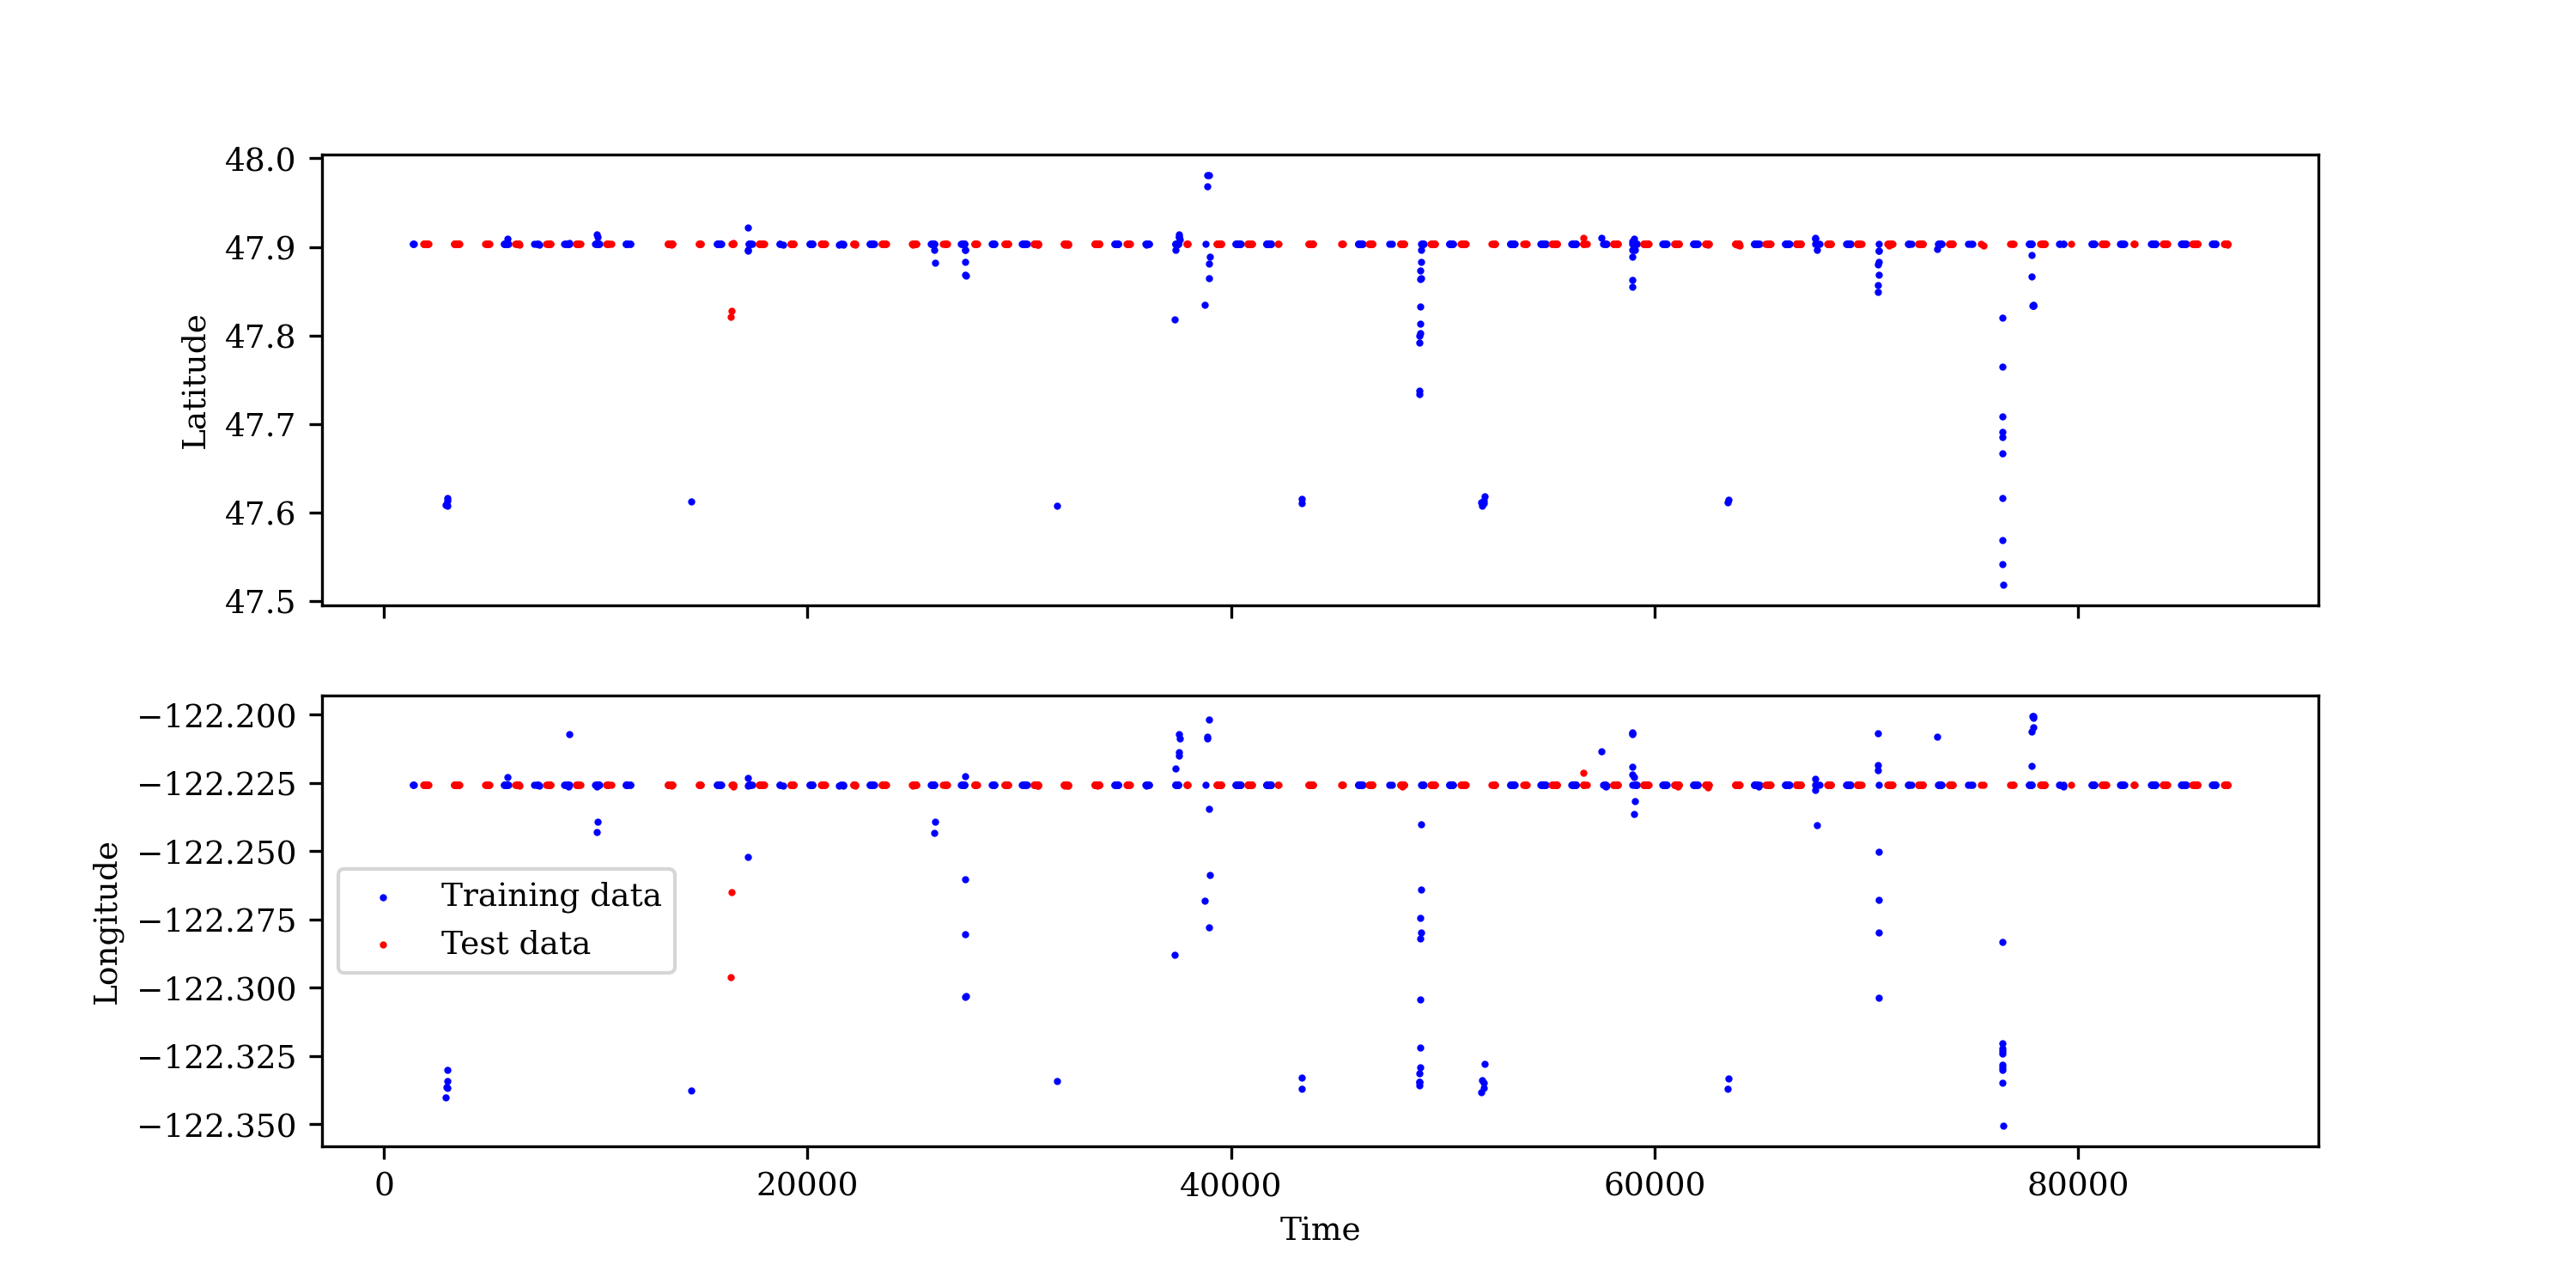 48.0
47.9
47.8
47.7
47.6
47.5
Latitude
−122.200
−122.225
−122.250
−122.275
−122.300
−122.325
−122.350
Longitude
Training data
Test data
0 20000 40000 60000 80000
Time